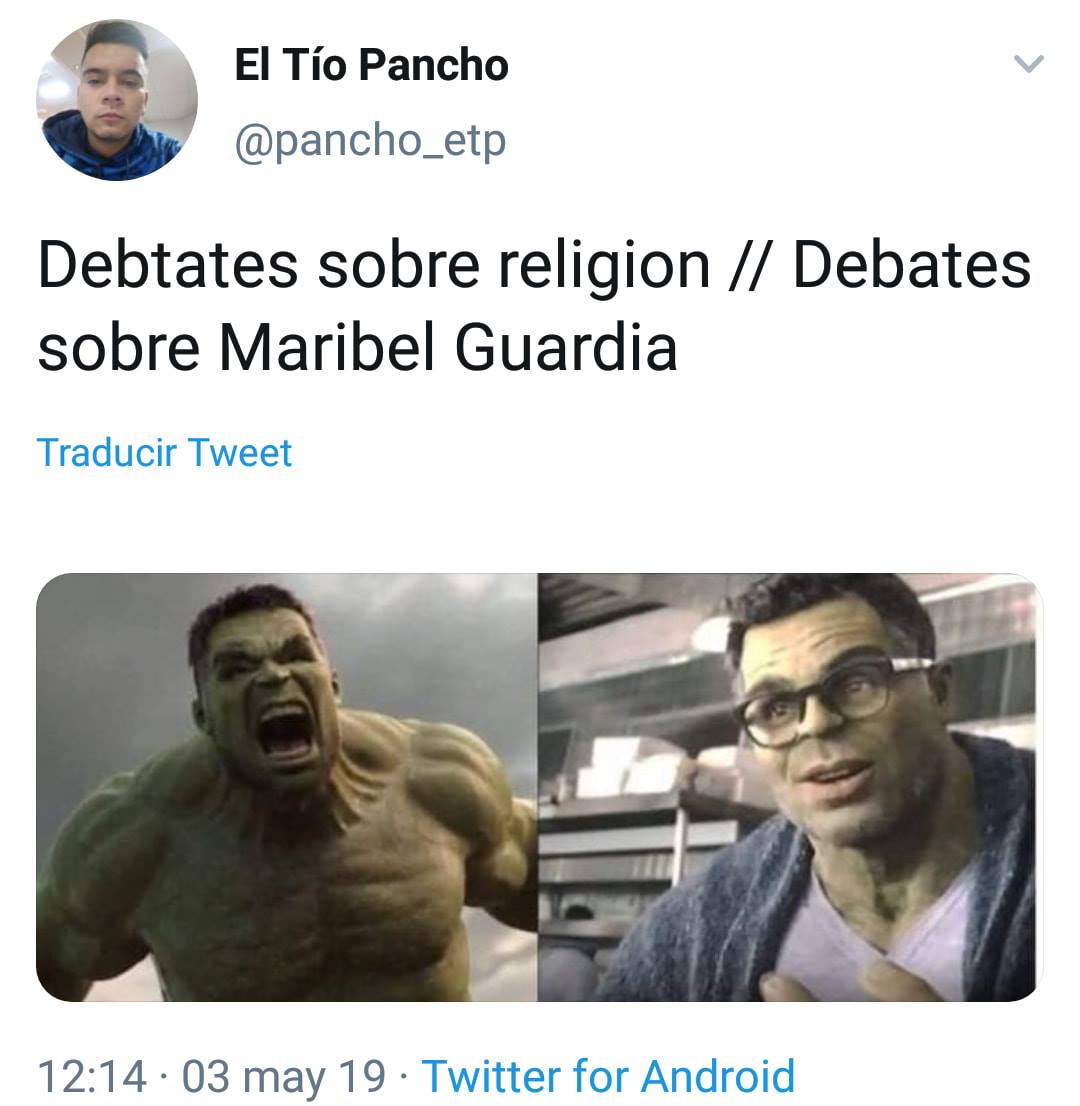 El Tío Pancho
@pancho_etp
Debtates sobre religion // Debates
sobre Maribel Guardia
Traducir Tweet
12:14 · 03 may 19 · Twitter for Android